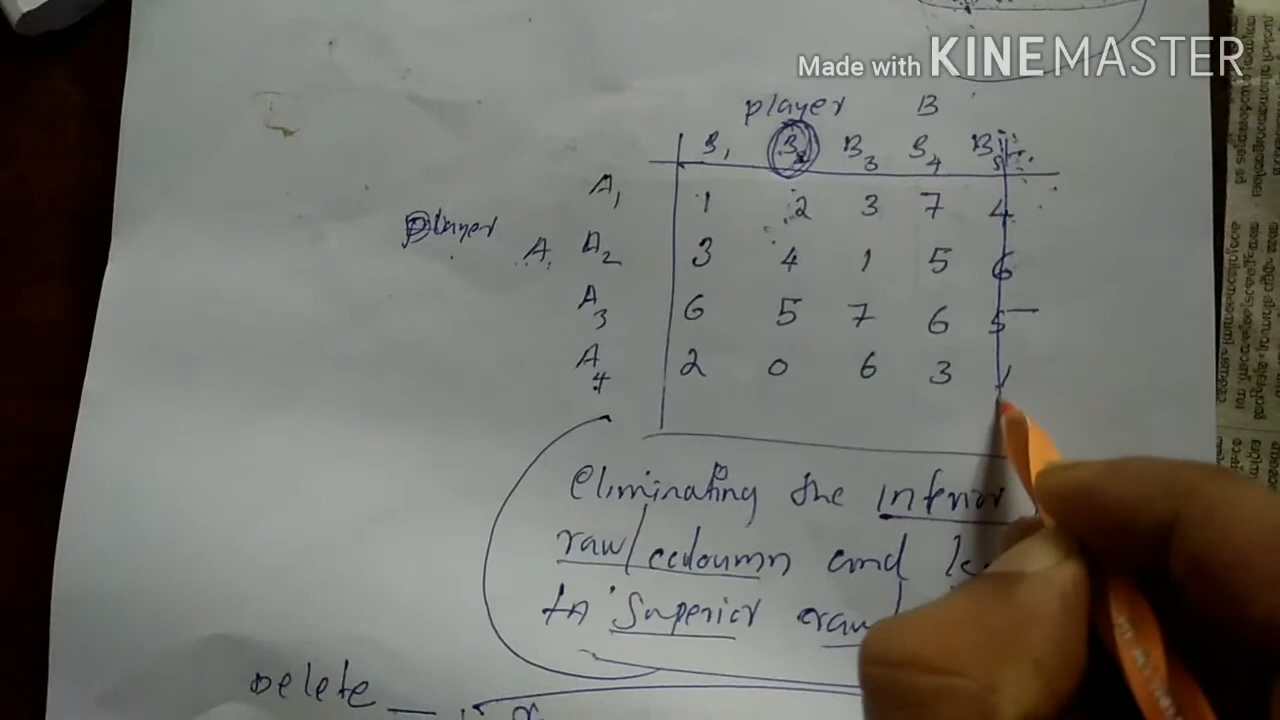 Made with KINEMASTER
player B
B1 B2 B3 B4 B5
A1 1 2 3 7 4
player A, A2 3 4 1 5 6
A3 6 5 7 6 5
A4 2 0 6 3 1
Eliminating the inferior
raw/ccloumn and
to superior raw
Delete